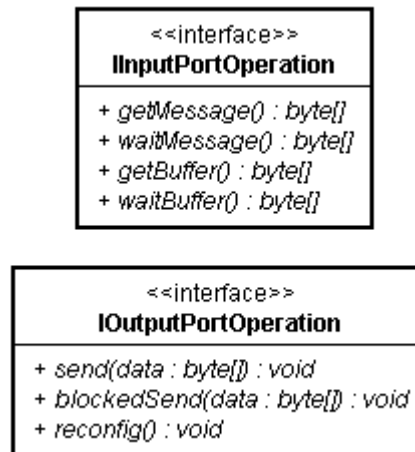 <<interface>>
IInputPortOperation
+ getMessage() : byte[]
+ waitMessage() : byte[]
+ getBuffer() : byte[]
+ waitBuffer() : byte[]
<<interface>>
IOutputPortOperation
+ send(data : byte[]) : void
+ blockedSend(data : byte[]) : void
+ reconfig() : void